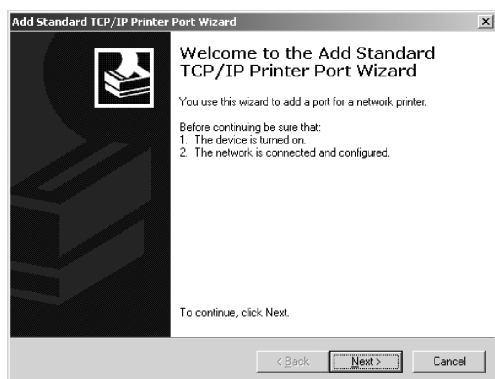 Add Standard TCP/IP Printer Port Wizard
Welcome to the Add Standard
TCP/IP Printer Port Wizard
You use this wizard to add a port for a network printer.
Before continuing be sure that:
1. The device is turned on.
2. The network is connected and configured.
To continue, click Next.
< Back Next > Cancel